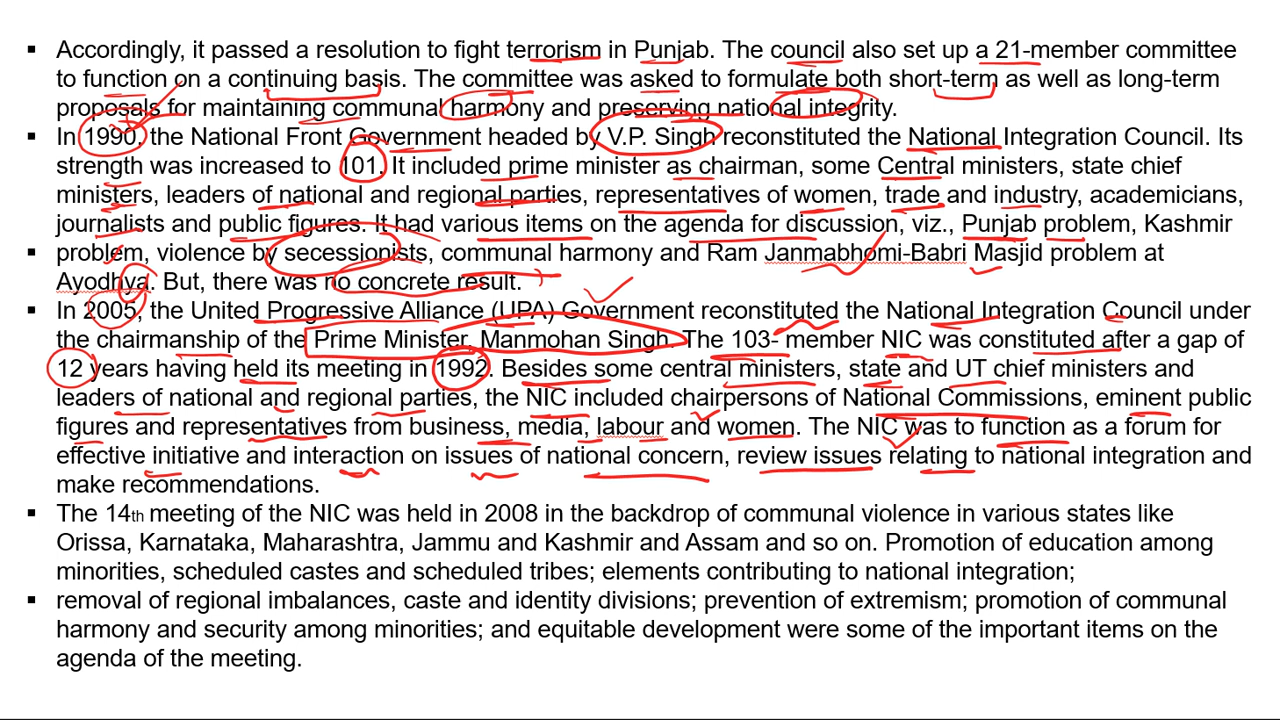 ▪ Accordingly, it passed a resolution to fight terrorism in Punjab. The council also set up a 21-member committee
to function on a continuing basis. The committee was asked to formulate both short-term as well as long-term
proposals for maintaining communal harmony and preserving national integrity.
▪ In 1990, the National Front Government headed by V.P. Singh reconstituted the National Integration Council. Its
strength was increased to 101. It included prime minister as chairman, some Central ministers, state chief
ministers, leaders of national and regional parties, representatives of women, trade and industry, academicians,
journalists and public figures. It had various items on the agenda for discussion, viz., Punjab problem, Kashmir
▪ problem, violence by secessionists, communal harmony and Ram Janmabhomi-Babri Masjid problem at
Ayodhya. But, there was no concrete result.
▪ In 2005, the United Progressive Alliance (UPA) Government reconstituted the National Integration Council under
the chairmanship of the Prime Minister, Manmohan Singh. The 103- member NIC was constituted after a gap of
12 years having held its meeting in 1992. Besides some central ministers, state and UT chief ministers and
leaders of national and regional parties, the NIC included chairpersons of National Commissions, eminent public
figures and representatives from business, media, labour and women. The NIC was to function as a forum for
effective initiative and interaction on issues of national concern, review issues relating to national integration and
make recommendations.
▪ The 14th meeting of the NIC was held in 2008 in the backdrop of communal violence in various states like
Orissa, Karnataka, Maharashtra, Jammu and Kashmir and Assam and so on. Promotion of education among
minorities, scheduled castes and scheduled tribes; elements contributing to national integration;
▪ removal of regional imbalances, caste and identity divisions; prevention of extremism; promotion of communal
harmony and security among minorities; and equitable development were some of the important items on the
agenda of the meeting.